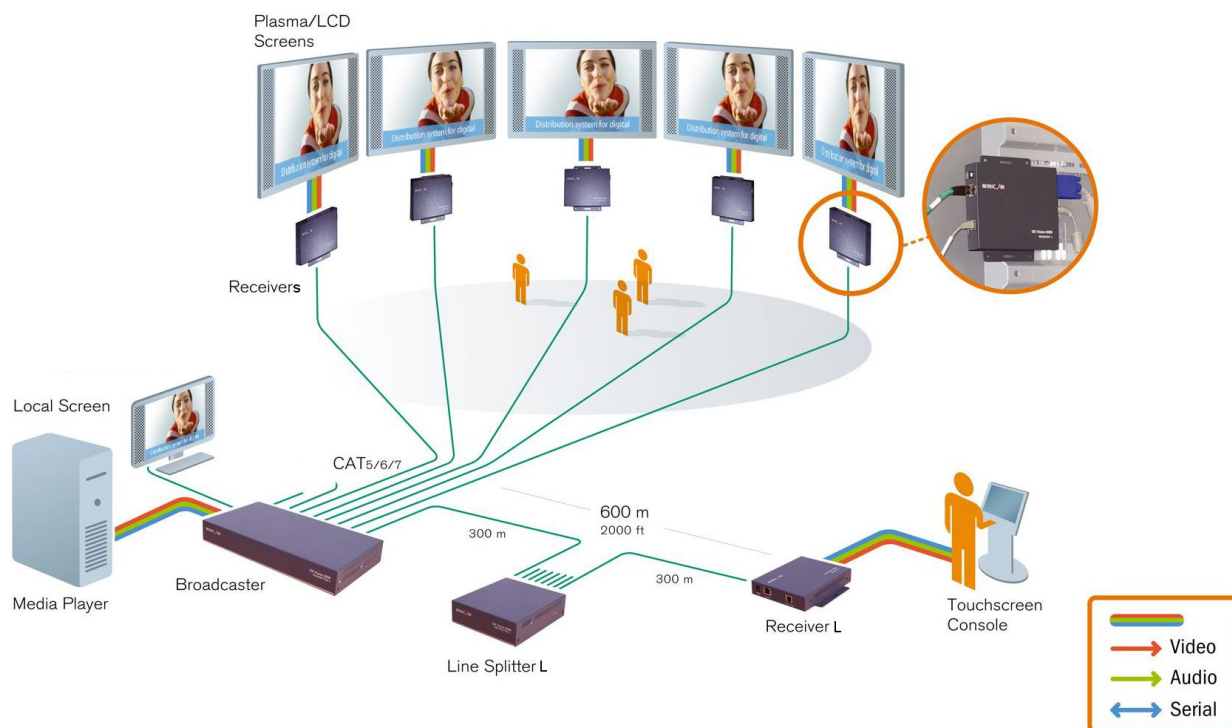 Plasma/LCD
Screens
Distribution system for digital
Distribution system for digital
Distribution system for digital
Distribution system for digital
Distribution system for digital
Receivers
Local Screen
CAT5/6/7
Media Player
Broadcaster
300 m
600 m
2000 ft
300 m
Line Splitter L
Receiver L
Touchscreen
Console
Video
Audio
Serial